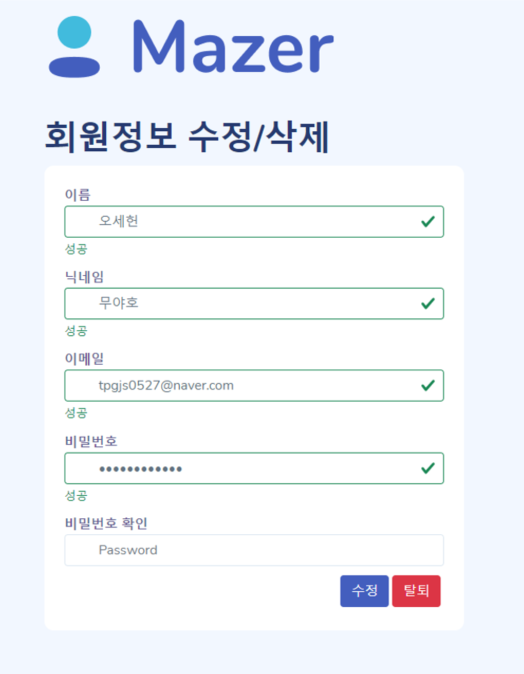 Mazer
회원정보 수정/삭제
이름
오세헌
성공
닉네임
무야호
성공
이메일
tpgjs0527@naver.com
성공
비밀번호
••••••••••••
성공
비밀번호 확인
Password
수정 탈퇴